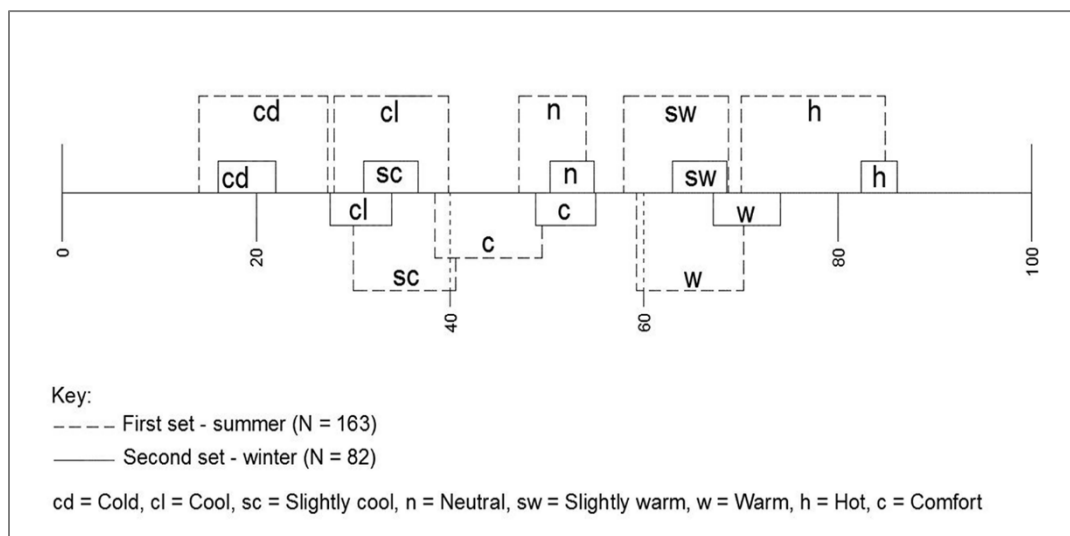 cd cl n sw h
cd sc n sw h
cl c w
c
sc w
0 20 40 60 80 100
Key:
First set - summer (N = 163)
Second set - winter (N = 82)
cd = Cold, cl = Cool, sc = Slightly cool, n = Neutral, sw = Slightly warm, w = Warm, h = Hot, c = Comfort